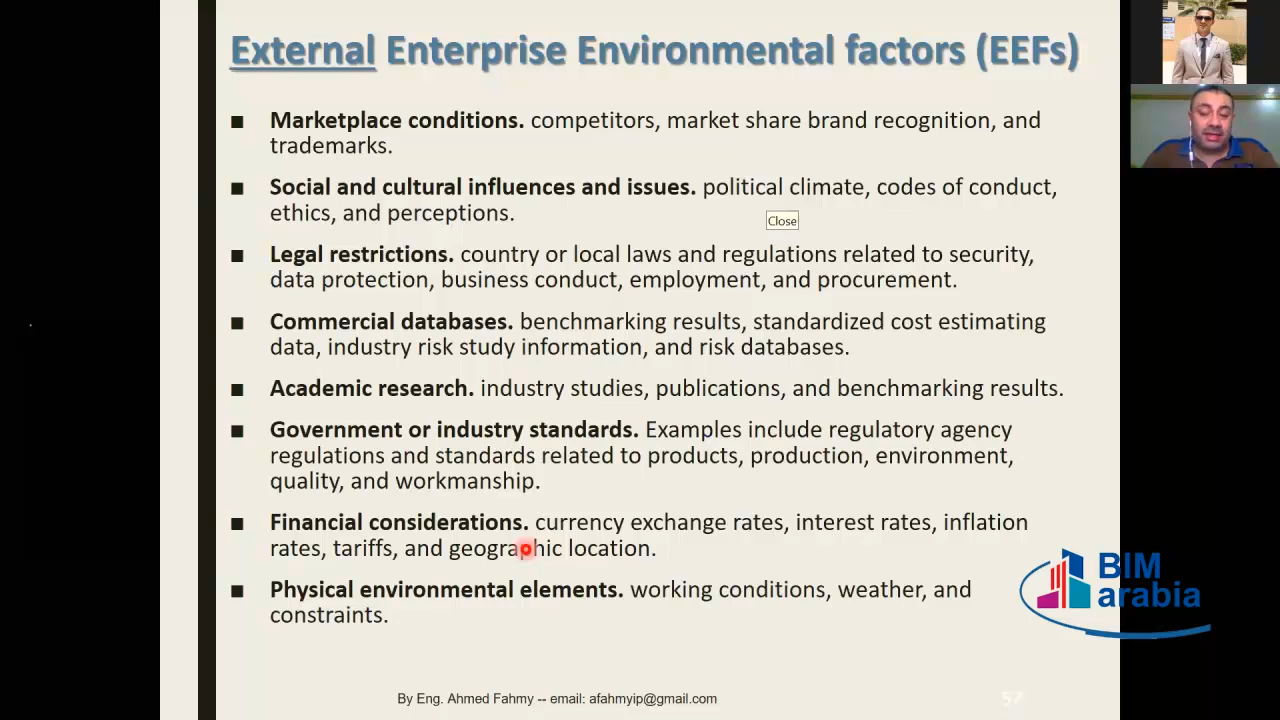 External Enterprise Environmental factors (EEFs)
■ Marketplace conditions. competitors, market share brand recognition, and
trademarks.
■ Social and cultural influences and issues. political climate, codes of conduct,
ethics, and perceptions.
Close
■ Legal restrictions. country or local laws and regulations related to security,
data protection, business conduct, employment, and procurement.
■ Commercial databases. benchmarking results, standardized cost estimating
data, industry risk study information, and risk databases.
■ Academic research. industry studies, publications, and benchmarking results.
■ Government or industry standards. Examples include regulatory agency
regulations and standards related to products, production, environment,
quality, and workmanship.
■ Financial considerations. currency exchange rates, interest rates, inflation
rates, tariffs, and geographic location.
■ Physical environmental elements. working conditions, weather, and
constraints.
BIM
arabia
By Eng. Ahmed Fahmy -- email: afahmyip@gmail.com
57